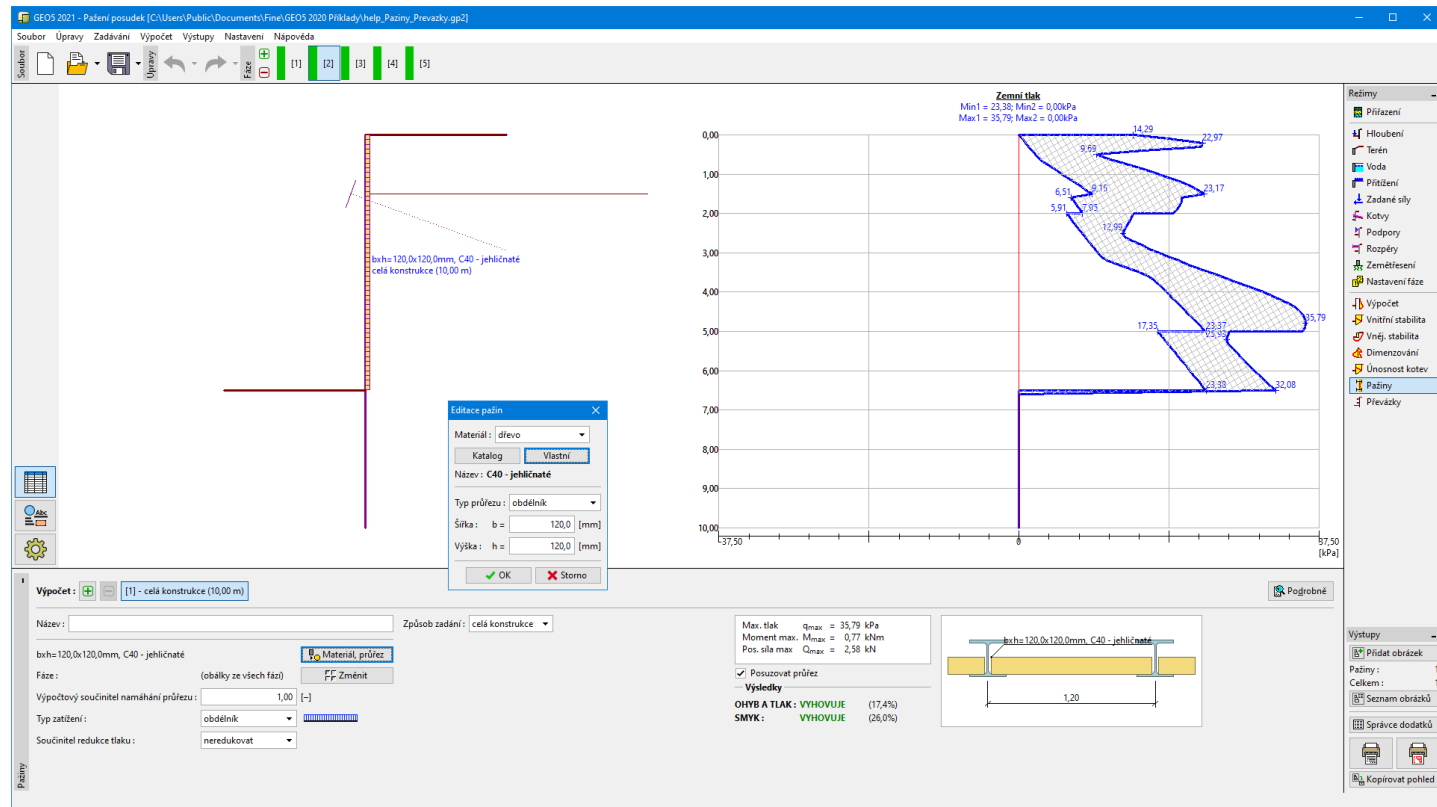 GEO5 2021 - Pažení posudek [C:\Users\Public\Documents\Fine\GEO5 2020 Příklady\help_Paziny_Prevazky.gp2]
Soubor Úpravy Zadávání Výpočet Výstupy Nastavení Nápověda
Soubor
Úpravy
Fáze
[1] [2] [3] [4] [5]
bxh=120,0x120,0mm, C40 - jehličnaté
celá konstrukce (10,00 m)
Zemní tlak
Min1 = 23,38; Min2 = 0,00kPa
Max1 = 35,79; Max2 = 0,00kPa
0,00
1,00
2,00
3,00
4,00
5,00
6,00
7,00
8,00
9,00
10,00
14,29
22,97
9,69
6,51 9,15 23,17
5,91 7,95
12,99
35,79
17,35 23,37
25,93
23,38 32,08
-37,50 0 37,50
[kPa]
Režimy
Přiřazení
Hloubení
Terén
Voda
Přitížení
Zadané síly
Kotvy
Podpory
Rozpěry
Zemětřesení
Nastavení fáze
Výpočet
Vnitřní stabilita
Vněj. stabilita
Dimenzování
Únosnost kotev
Pažiny
Převázky
Editace pažin
Materiál : dřevo
Katalog Vlastní
Název : C40 - jehličnaté
Typ průřezu : obdélník
Šířka : b = 120,0 [mm]
Výška : h = 120,0 [mm]
OK Storno
Abc
Výpočet : [1] - celá konstrukce (10,00 m)
Podrobně
Název :
Způsob zadání : celá konstrukce
bxh=120,0x120,0mm, C40 - jehličnaté Materiál, průřez
Fáze : (obálky ze všech fází) Změnit
Výpočtový součinitel namáhání průřezu : 1,00 [–]
Typ zatížení : obdélník
Součinitel redukce tlaku : neredukovat
Pažiny
Max. tlak qmax = 35,79 kPa
Moment max. Mmax = 0,77 kNm
Pos. síla max Qmax = 2,58 kN
Posuzovat průřez
Výsledky
OHYB A TLAK : VYHOVUJE (17,4%)
SMYK : VYHOVUJE (26,0%)
bxh=120,0x120,0mm, C40 - jehličnaté
1,20
Výstupy
Přidat obrázek
Pažiny : 1
Celkem : 1
Seznam obrázků
Správce dodatků
Kopírovat pohled